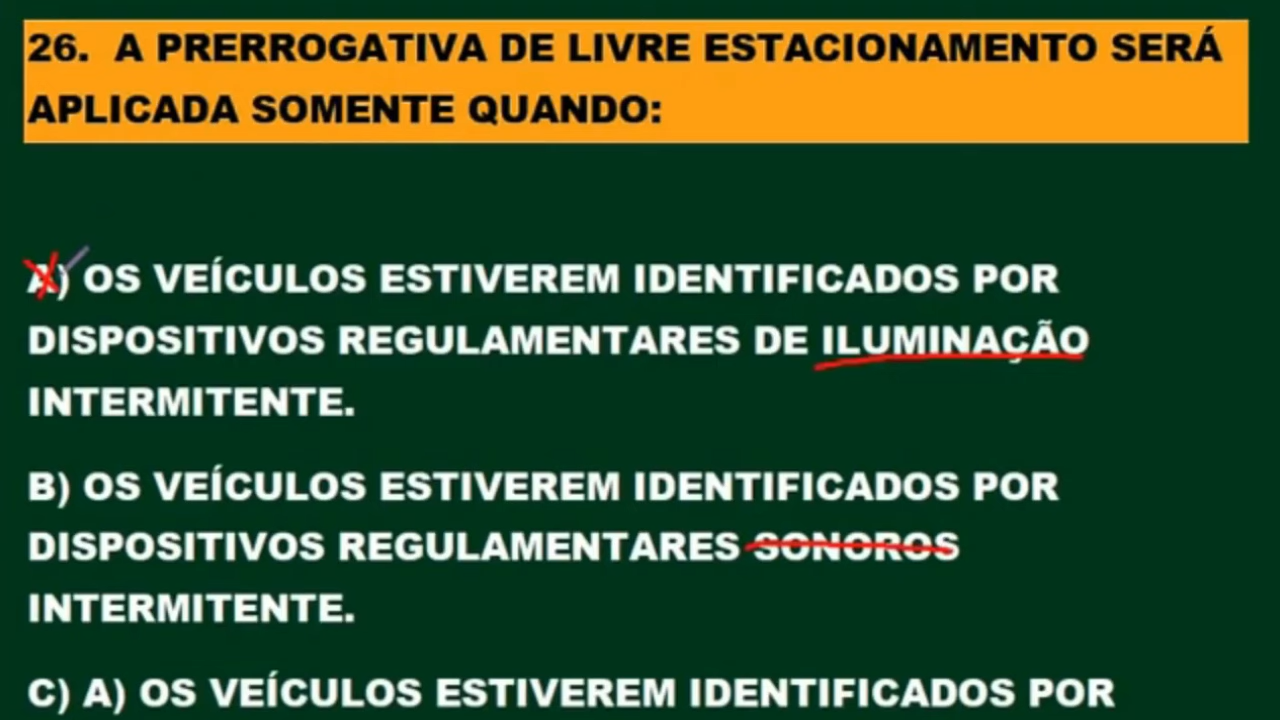 26. A PRERROGATIVA DE LIVRE ESTACIONAMENTO SERÁ
APLICADA SOMENTE QUANDO:
A) OS VEÍCULOS ESTIVEREM IDENTIFICADOS POR
DISPOSITIVOS REGULAMENTARES DE ILUMINAÇÃO
INTERMITENTE.
B) OS VEÍCULOS ESTIVEREM IDENTIFICADOS POR
DISPOSITIVOS REGULAMENTARES SONOROS
INTERMITENTE.
C) A) OS VEÍCULOS ESTIVEREM IDENTIFICADOS POR